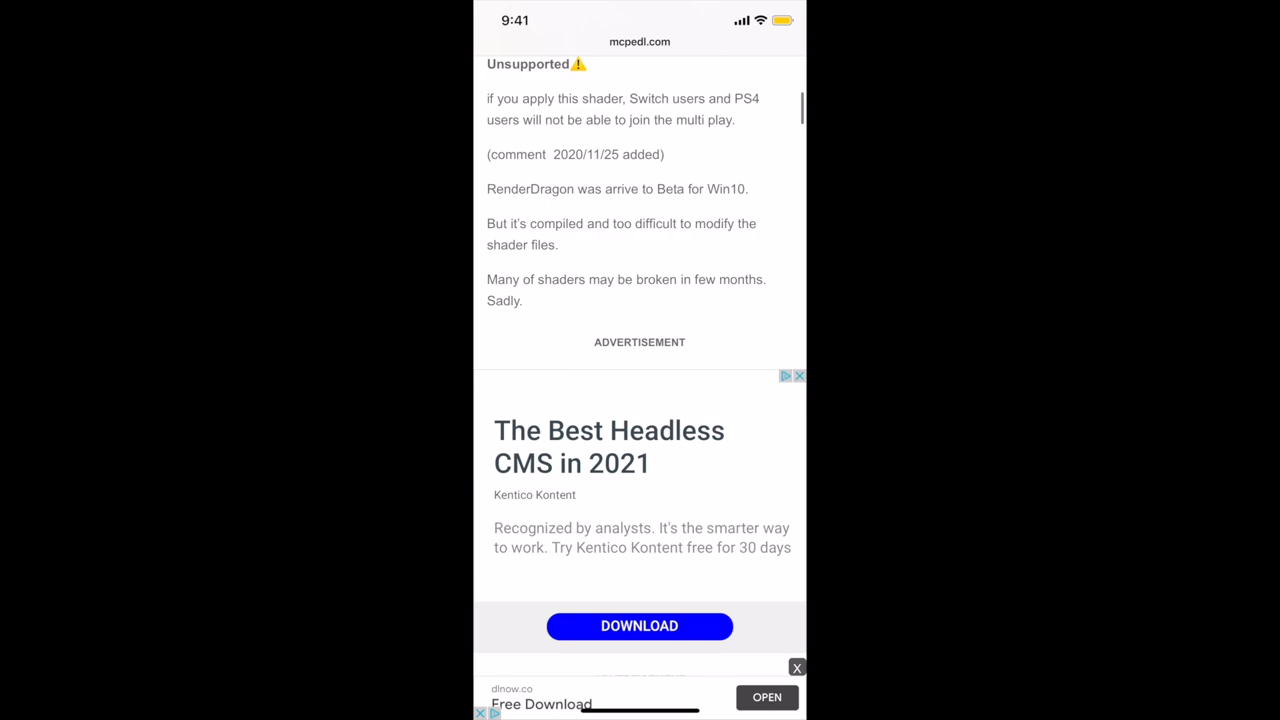 9:41
mcpedl.com
Unsupported⚠️
if you apply this shader, Switch users and PS4
users will not be able to join the multi play.
(comment  2020/11/25 added)
RenderDragon was arrive to Beta for Win10.
But it's compiled and too difficult to modify the
shader files.
Many of shaders may be broken in few months.
Sadly.
ADVERTISEMENT
The Best Headless
CMS in 2021
Kentico Kontent
Recognized by analysts. It's the smarter way
to work. Try Kentico Kontent free for 30 days
DOWNLOAD
X
dlnow.co
Free Download
OPEN